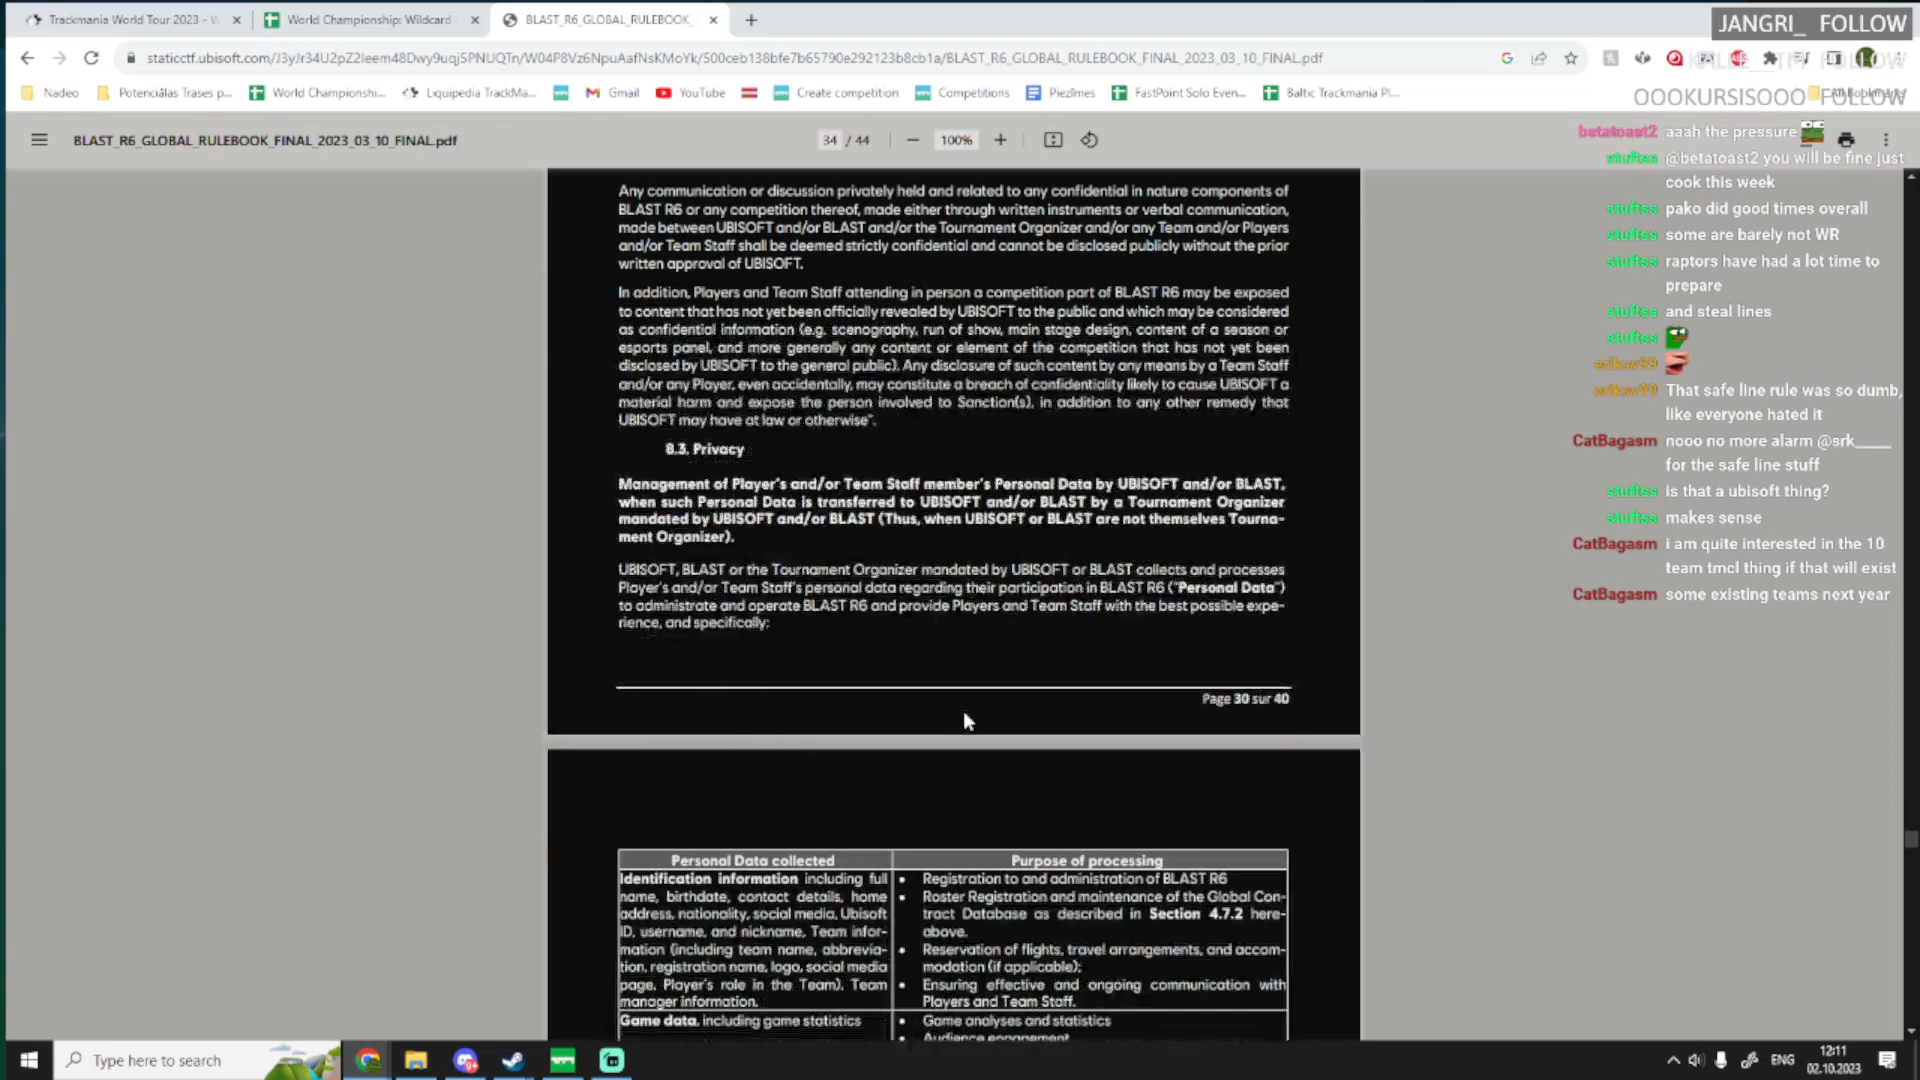 Trackmania World Tour 2023 - W
World Championship: Wildcard
BLAST_R6_GLOBAL_RULEBOOK_
JANGRI_ FOLLOW
staticctf.ubisoft.com/J3yJr34U2pZ2Ieem48Dwy9uqj5PNUQTn/W04P8Vz6NpuAafNsKMoYk/500ceb138bfe7b65790e292123b8cb1a/BLAST_R6_GLOBAL_RULEBOOK_FINAL_2023_03_10_FINAL.pdf
Nadeo
Potenciālas Trases p...
World Championshi...
Liquipedia TrackMa...
Gmail
YouTube
Create competition
Competitions
Piezīmes
FastPoint Solo Even...
Baltic Trackmania Pl...
OOOKURSISOOO FOLLOW
BLAST_R6_GLOBAL_RULEBOOK_FINAL_2023_03_10_FINAL.pdf
34 / 44
100%
Any communication or discussion privately held and related to any confidential in nature components of
BLAST R6 or any competition thereof, made either through written instruments or verbal communication,
made between UBISOFT and/or BLAST and/or the Tournament Organizer and/or any Team and/or Players
and/or Team Staff shall be deemed strictly confidential and cannot be disclosed publicly without the prior
written approval of UBISOFT.
In addition, Players and Team Staff attending in person a competition part of BLAST R6 may be exposed
to content that has not yet been officially revealed by UBISOFT to the public and which may be considered
as confidential information (e.g. scenography, run of show, main stage design, content of a season or
esports panel, and more generally any content or element of the competition that has not yet been
disclosed by UBISOFT to the general public). Any disclosure of such content by any means by a Team Staff
and/or any Player, even accidentally, may constitute a breach of confidentiality likely to cause UBISOFT a
material harm and expose the person involved to Sanction(s), in addition to any other remedy that
UBISOFT may have at law or otherwise".
8.3. Privacy
Management of Player's and/or Team Staff member's Personal Data by UBISOFT and/or BLAST,
when such Personal Data is transferred to UBISOFT and/or BLAST by a Tournament Organizer
mandated by UBISOFT and/or BLAST (Thus, when UBISOFT or BLAST are not themselves Tourna-
ment Organizer).
UBISOFT, BLAST or the Tournament Organizer mandated by UBISOFT or BLAST collects and processes
Player's and/or Team Staff's personal data regarding their participation in BLAST R6 ("Personal Data")
to administrate and operate BLAST R6 and provide Players and Team Staff with the best possible expe-
rience, and specifically:
Page 30 sur 40
Personal Data collected
Identification information including full
name, birthdate, contact details, home
address, nationality, social media, Ubisoft
ID, username, and nickname, Team infor-
mation (including team name, abbrevia-
tion, registration name, logo, social media
page, Player's role in the Team), Team
manager information.
Game data, including game statistics
Purpose of processing
• Registration to and administration of BLAST R6
• Roster Registration and maintenance of the Global Con-
tract Database as described in Section 4.7.2 here-
above.
• Reservation of flights, travel arrangements, and accom-
modation (if applicable);
• Ensuring effective and ongoing communication with
Players and Team Staff.
• Game analyses and statistics
• Audience engagement
betatoast2 aaah the pressure
stuftss @betatoast2 you will be fine just
cook this week
stuftss pako did good times overall
stuftss some are barely not WR
stuftss raptors have had a lot time to
prepare
stuftss and steal lines
stuftss
eriksv99
eriksv99 That safe line rule was so dumb,
like everyone hated it
CatBagasm nooo no more alarm @srk_____
for the safe line stuff
stuftss is that a ubisoft thing?
stuftss makes sense
CatBagasm i am quite interested in the 10
team tmcl thing if that will exist
CatBagasm some existing teams next year
Type here to search
ENG
12:11
02.10.2023